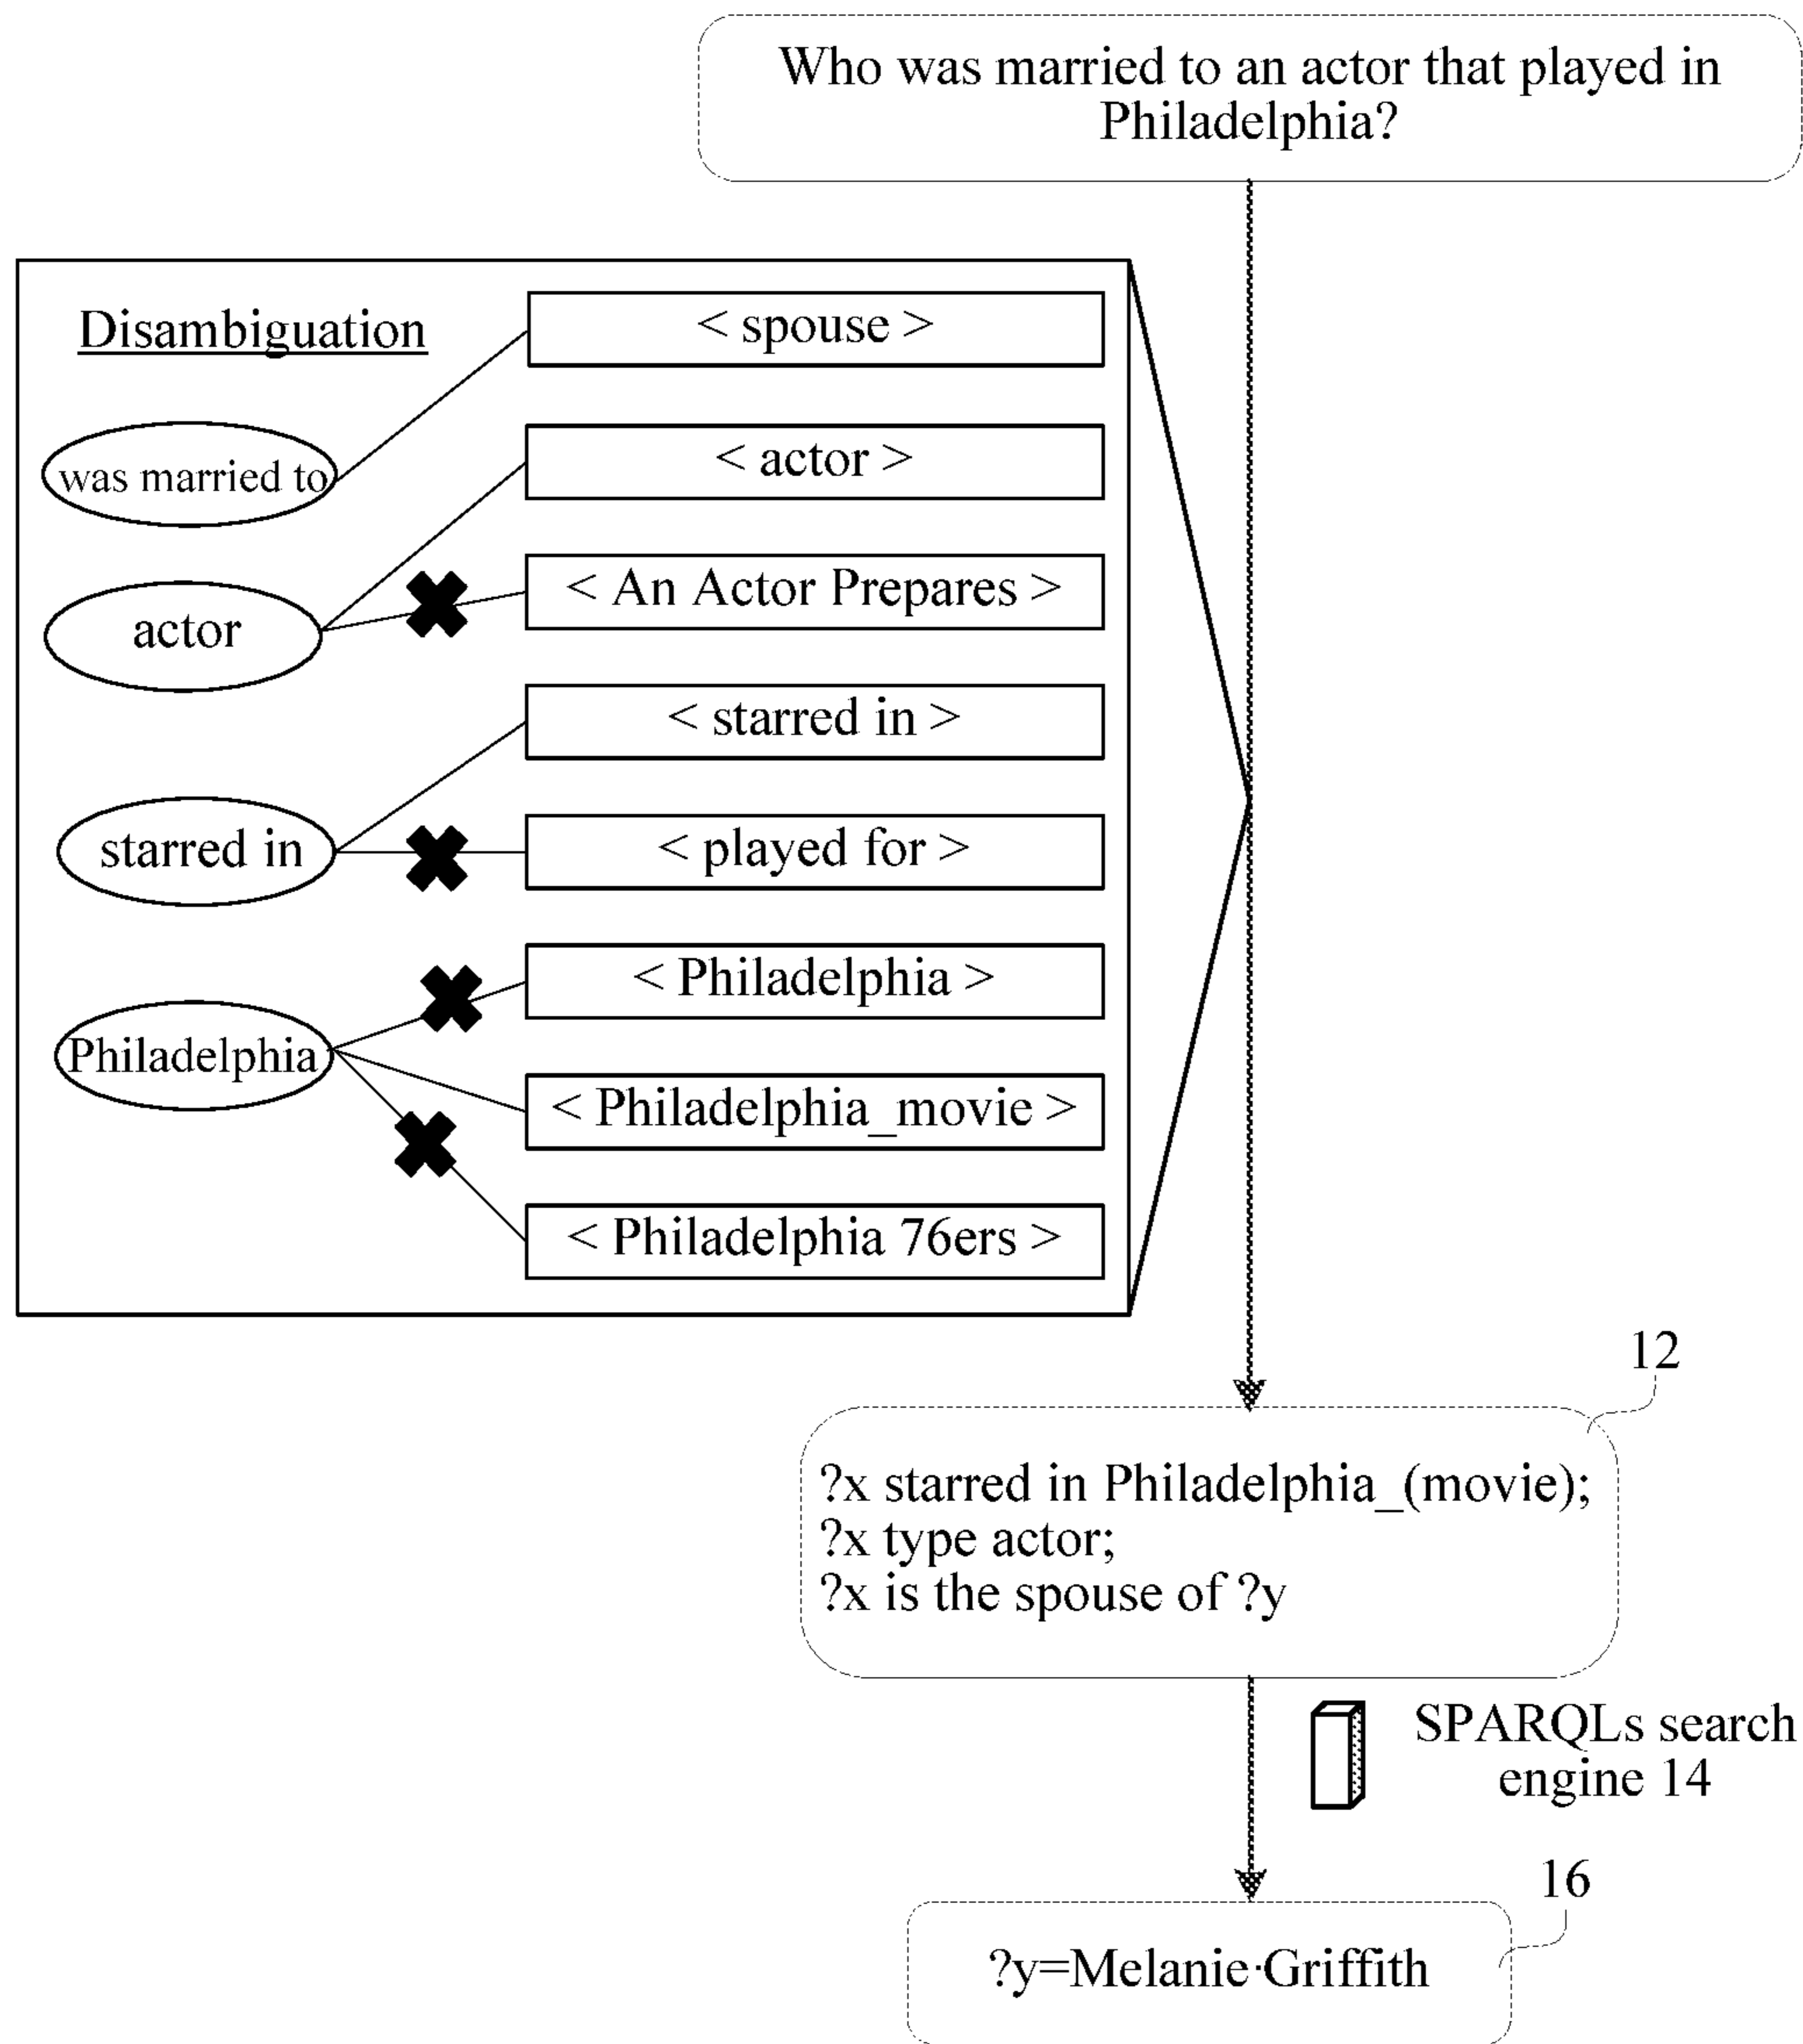 Who was married to an actor that played in
Philadelphia?
Disambiguation
< spouse >
was married to
< actor >
< An Actor Prepares >
actor
< starred in >
starred in
< played for >
< Philadelphia >
Philadelphia
< Philadelphia_movie >
< Philadelphia 76ers >
12
?x starred in Philadelphia_(movie);
?x type actor;
?x is the spouse of ?y
SPARQLs search
engine 14
16
?y=Melanie·Griffith